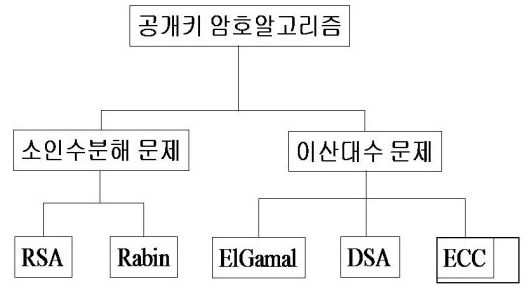 공개키 암호알고리즘
소인수분해 문제
이산대수 문제
RSA
Rabin
ElGamal
DSA
ECC